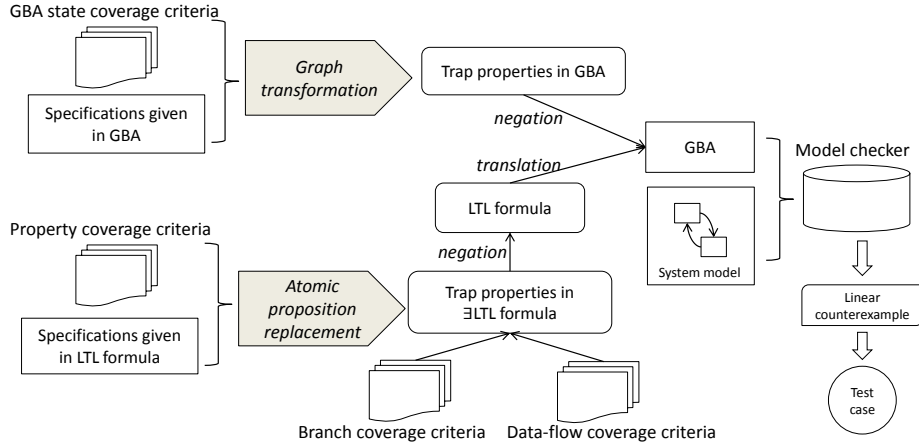 GBA state coverage criteria
Specifications given
in GBA
Graph
transformation
Trap properties in GBA
negation
translation
GBA
Model checker
LTL formula
System model
Property coverage criteria
negation
Specifications given
in LTL formula
Atomic
proposition
replacement
Trap properties in
∃LTL formula
Linear
counterexample
Branch coverage criteria
Data-flow coverage criteria
Test
case